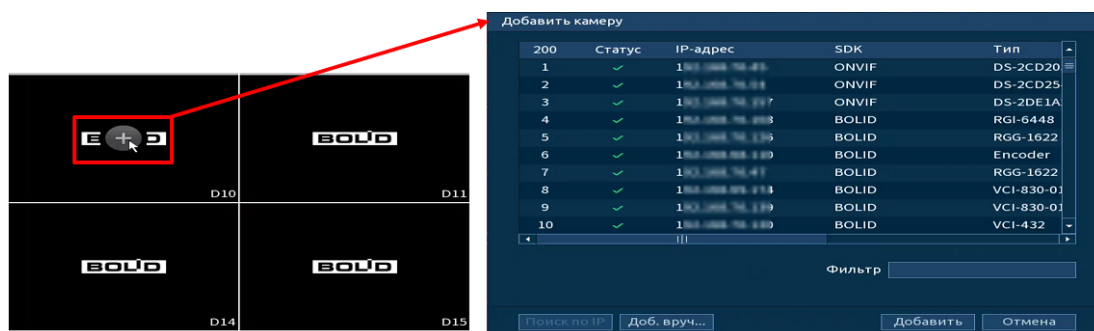 BOLID
D10
D11
BOLID
D14
BOLID
D15
Добавить камеру
200 Статус IP-адрес SDK Тип
1 ONVIF DS-2CD20
2 ONVIF DS-2CD25
3 ONVIF DS-2DE1A
4 BOLID RGI-6448
5 BOLID RGG-1622
6 BOLID Encoder
7 BOLID RGG-1622
8 BOLID VCI-830-01
9 BOLID VCI-830-01
10 BOLID VCI-432
Фильтр
Поиск по IP Доб. вруч... Добавить Отмена